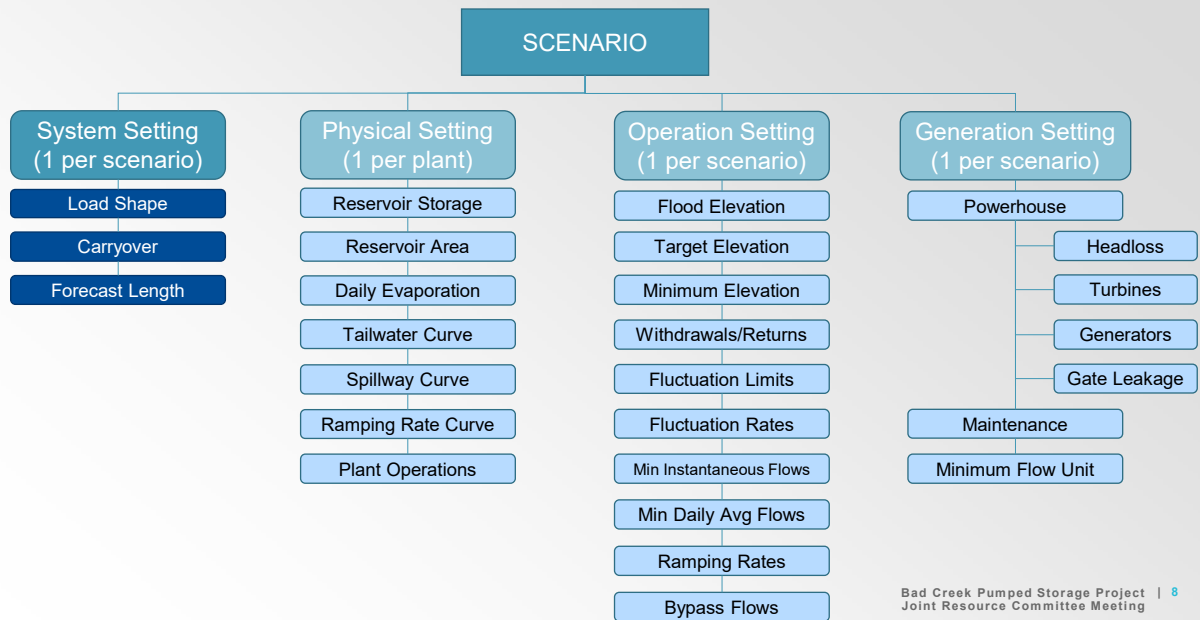 SCENARIO
System Setting
(1 per scenario)
Load Shape
Carryover
Forecast Length
Physical Setting
(1 per plant)
Reservoir Storage
Reservoir Area
Daily Evaporation
Tailwater Curve
Spillway Curve
Ramping Rate Curve
Plant Operations
Operation Setting
(1 per scenario)
Flood Elevation
Target Elevation
Minimum Elevation
Withdrawals/Returns
Fluctuation Limits
Fluctuation Rates
Min Instantaneous Flows
Min Daily Avg Flows
Ramping Rates
Bypass Flows
Generation Setting
(1 per scenario)
Powerhouse
Headloss
Turbines
Generators
Gate Leakage
Maintenance
Minimum Flow Unit
Bad Creek Pumped Storage Project | 8
Joint Resource Committee Meeting